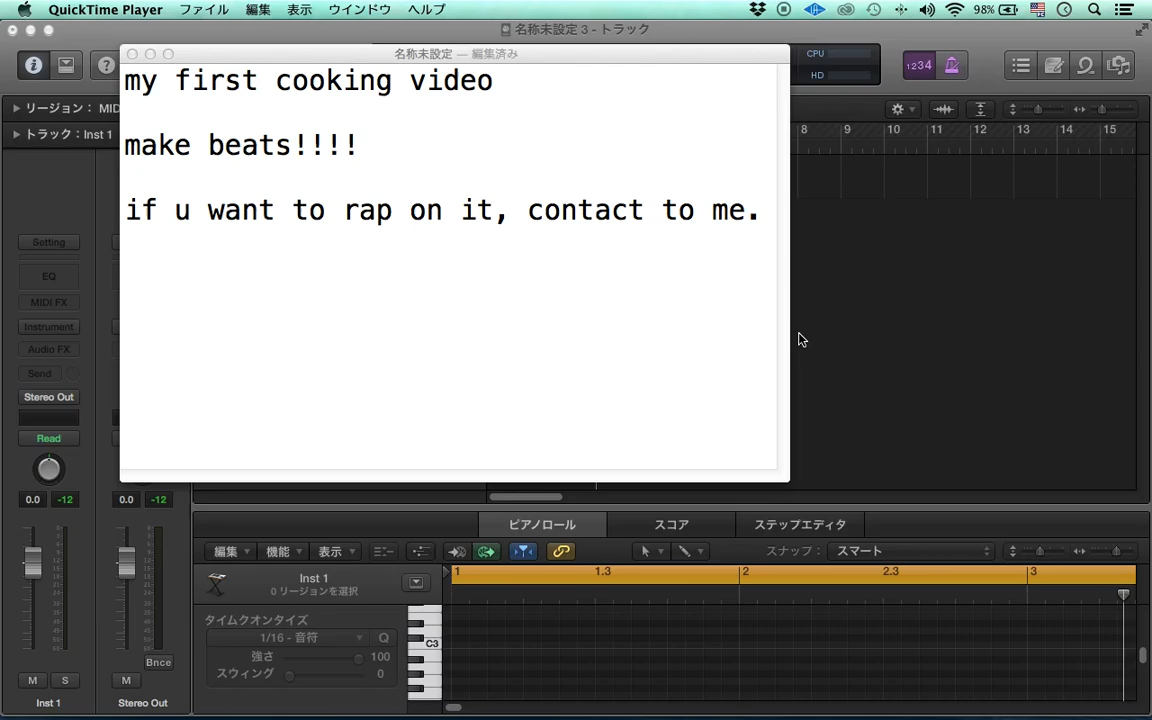 QuickTime Player ファイル 編集 表示 ウインドウ ヘルプ 98%
名称未設定 3 - トラック
名称未設定 — 編集済み
my first cooking video
make beats!!!!
if u want to rap on it, contact to me.
CPU
HD
1234
リージョン： MID
トラック：Inst 1
8 9 10 11 12 13 14 15
Setting
EQ
MIDI FX
Instrument
Audio FX
Send
Stereo Out
Read
0.0 -12 0.0 -12
Bnce
M S M
Inst 1 Stereo Out
ピアノロール スコア ステップエディタ
編集 機能 表示 スナップ： スマート
Inst 1
0 リージョンを選択
1 1.3 2 2.3 3
タイムクオンタイズ
1/16 - 音符 Q
強さ 100
スウィング 0
C3